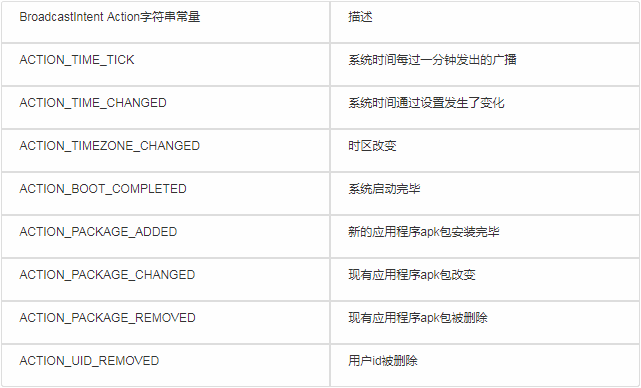 BroadcastIntent Action字符串常量 描述
ACTION_TIME_TICK 系统时间每过一分钟发出的广播
ACTION_TIME_CHANGED 系统时间通过设置发生了变化
ACTION_TIMEZONE_CHANGED 时区改变
ACTION_BOOT_COMPLETED 系统启动完毕
ACTION_PACKAGE_ADDED 新的应用程序apk包安装完毕
ACTION_PACKAGE_CHANGED 现有应用程序apk包改变
ACTION_PACKAGE_REMOVED 现有应用程序apk包被删除
ACTION_UID_REMOVED 用户id被删除